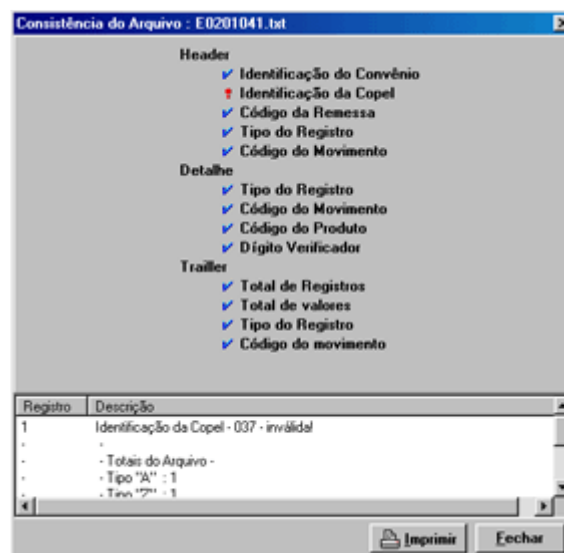 Consistência do Arquivo : E0201041.txt
Header
Identificação do Convênio
Identificação da Copel
Código da Remessa
Tipo do Registro
Código do Movimento
Detalhe
Tipo do Registro
Código do Movimento
Código do Produto
Dígito Verificador
Trailler
Total de Registros
Total de valores
Tipo do Registro
Código do movimento
Registro Descrição
1 Identificação da Copel - 037 - inválida!
- -
- - Totais do Arquivo -
- - Tipo "A" : 1
- - Tipo "Z" : 1
Imprimir Fechar